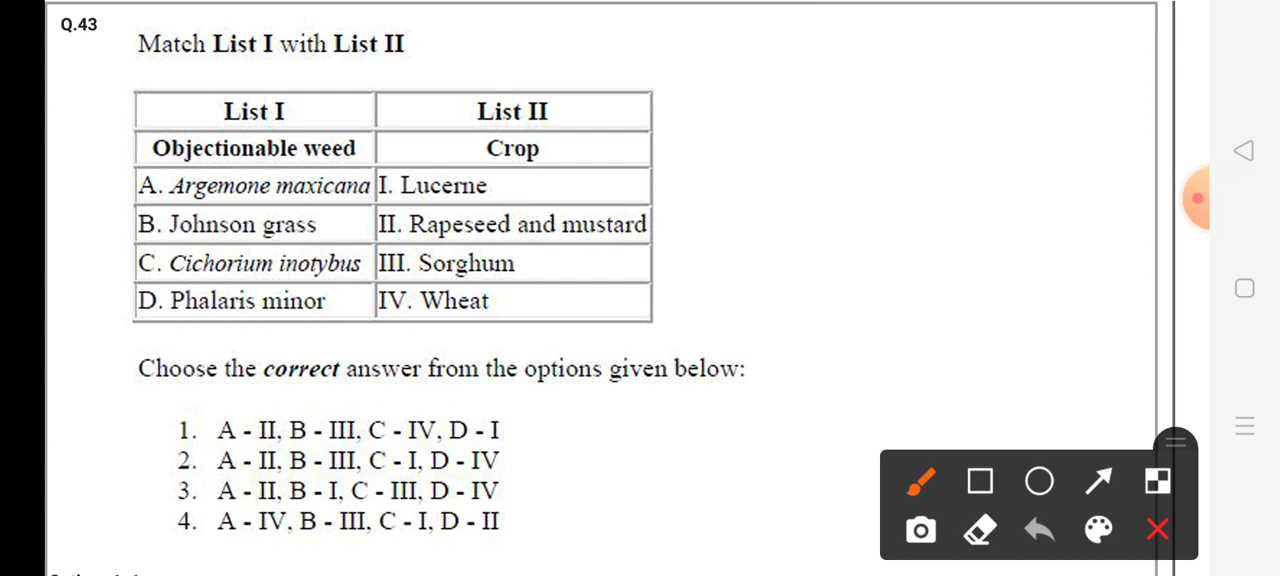 Q.43
Match List I with List II
List I List II
Objectionable weed Crop
A. Argemone maxicana I. Lucerne
B. Johnson grass II. Rapeseed and mustard
C. Cichorium inotybus III. Sorghum
D. Phalaris minor IV. Wheat
Choose the correct answer from the options given below:
1. A - II, B - III, C - IV, D - I
2. A - II, B - III, C - I, D - IV
3. A - II, B - I, C - III, D - IV
4. A - IV, B - III, C - I, D - II